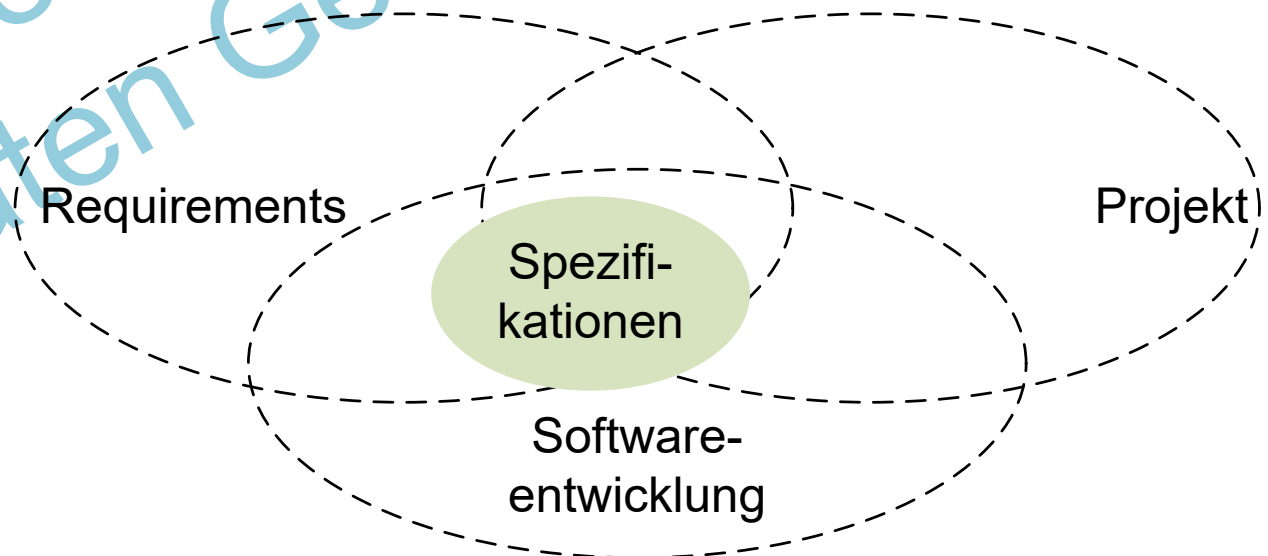 Requirements
Projekt
Spezifi-
kationen
Software-
entwicklung